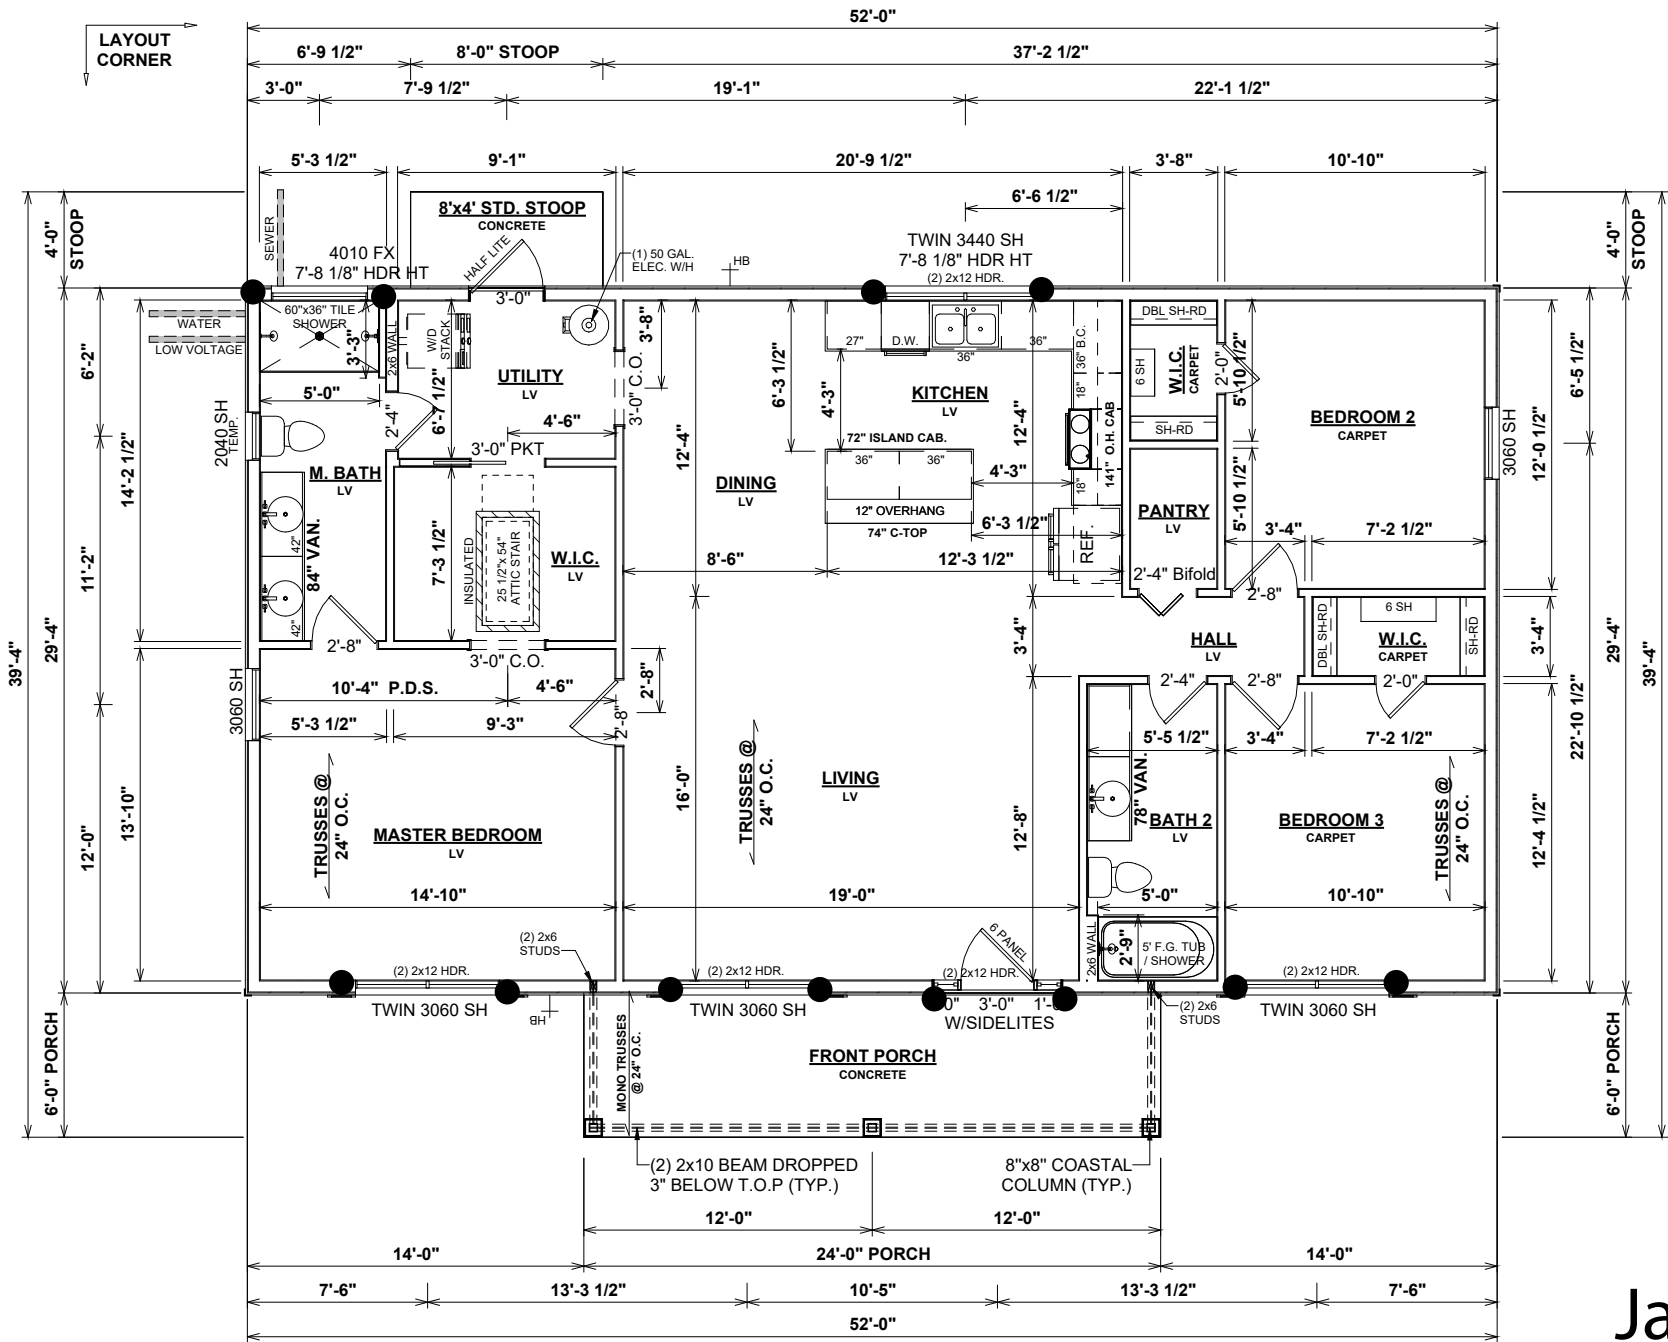 52'-0"
LAYOUT
CORNER
6'-9 1/2"
8'-0" STOOP
37'-2 1/2"
3'-0"
7'-9 1/2"
19'-1"
22'-1 1/2"
5'-3 1/2"
9'-1"
20'-9 1/2"
3'-8"
10'-10"
6'-6 1/2"
4'-0"
STOOP
SEWER
8'x4' STD. STOOP
CONCRETE
HALF LITE
4010 FX
7'-8 1/8" HDR HT
(1) 50 GAL.
ELEC. W/H
HB
TWIN 3440 SH
7'-8 1/8" HDR HT
(2) 2x12 HDR.
4'-0"
STOOP
3'-0"
WATER
LOW VOLTAGE
60"x36" TILE
SHOWER
3'-3"
2x6 WALL
W/D
STACK
3'-8"
3'-0" C.O.
27"
D.W.
36"
36"
36" B.C.
18"
DBL SH-RD
6 SH
W.I.C.
CARPET
SH-RD
2'-0"
5'-10 1/2"
6'-2"
6'-5 1/2"
UTILITY
LV
6'-7 1/2"
4'-6"
3'-0" PKT
5'-0"
2'-4"
2040 SH
TEMP.
6'-3 1/2"
4'-3"
KITCHEN
LV
12'-4"
72" ISLAND CAB.
36"
36"
141" O.H. CAB
BEDROOM 2
CARPET
3060 SH
12'-0 1/2"
14'-2 1/2"
M. BATH
LV
84" VAN.
42"
42"
12'-4"
DINING
LV
4'-3"
18"
12" OVERHANG
74" C-TOP
6'-3 1/2"
REF.
PANTRY
LV
5'-10 1/2"
3'-4"
7'-2 1/2"
11'-2"
7'-3 1/2"
INSULATED
25 1/2"x 54"
ATTIC STAIR
W.I.C.
LV
8'-6"
12'-3 1/2"
2'-4" Bifold
2'-8"
39'-4"
29'-4"
2'-8"
3'-0" C.O.
3'-4"
HALL
LV
DBL SH-RD
6 SH
W.I.C.
CARPET
SH-RD
3'-4"
29'-4"
39'-4"
3060 SH
10'-4" P.D.S.
4'-6"
2'-8"
2'-8"
5'-3 1/2"
9'-3"
2'-4"
2'-8"
2'-0"
22'-10 1/2"
5'-5 1/2"
3'-4"
7'-2 1/2"
TRUSSES @
24" O.C.
13'-10"
12'-0"
MASTER BEDROOM
LV
16'-0"
TRUSSES @
24" O.C.
LIVING
LV
12'-8"
78" VAN.
BATH 2
LV
BEDROOM 3
CARPET
TRUSSES @
24" O.C.
12'-4 1/2"
14'-10"
19'-0"
5'-0"
10'-10"
(2) 2x6
STUDS
6 PANEL
2x6 WALL
2'-9"
5' F.G. TUB
/ SHOWER
(2) 2x12 HDR.
(2) 2x12 HDR.
(2) 2x12 HDR.
(2) 2x12 HDR.
TWIN 3060 SH
HB
TWIN 3060 SH
0"
3'-0"
1'-0
W/SIDELITES
(2) 2x6
STUDS
TWIN 3060 SH
6'-0" PORCH
MONO TRUSSES
@ 24" O.C.
FRONT PORCH
CONCRETE
6'-0" PORCH
(2) 2x10 BEAM DROPPED
3" BELOW T.O.P (TYP.)
8"x8" COASTAL
COLUMN (TYP.)
12'-0"
12'-0"
14'-0"
24'-0" PORCH
14'-0"
7'-6"
13'-3 1/2"
10'-5"
13'-3 1/2"
7'-6"
52'-0"
Ja